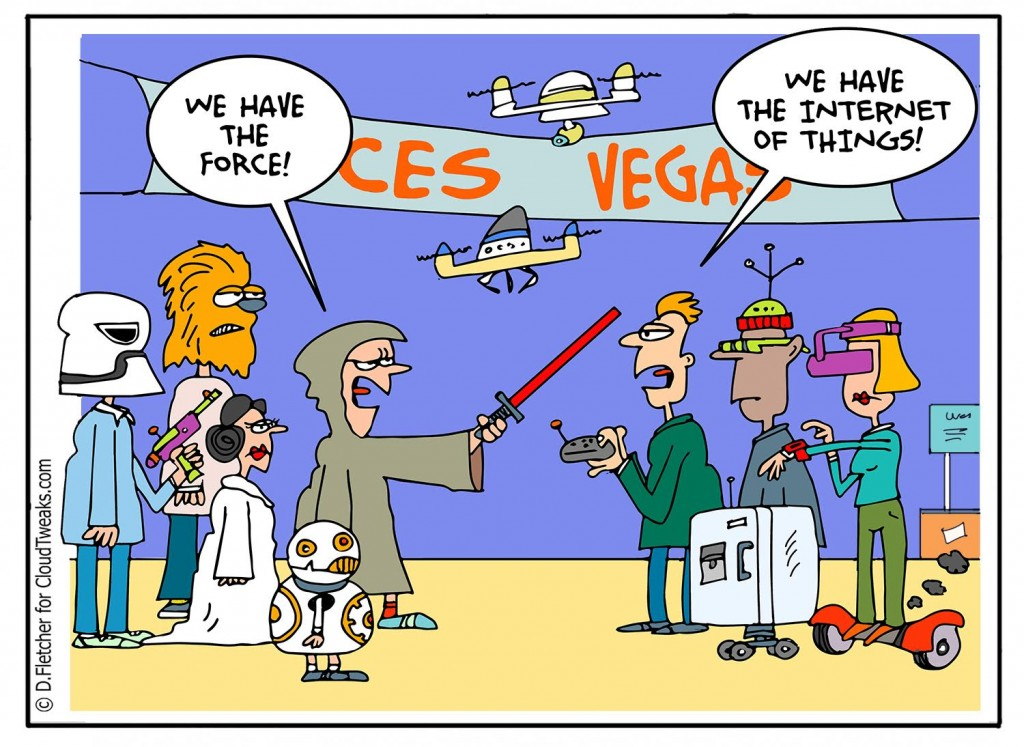 WE HAVE
THE
FORCE!
WE HAVE
THE INTERNET
OF THINGS!
CES VEGAS
© D.Fletcher for CloudTweaks.com